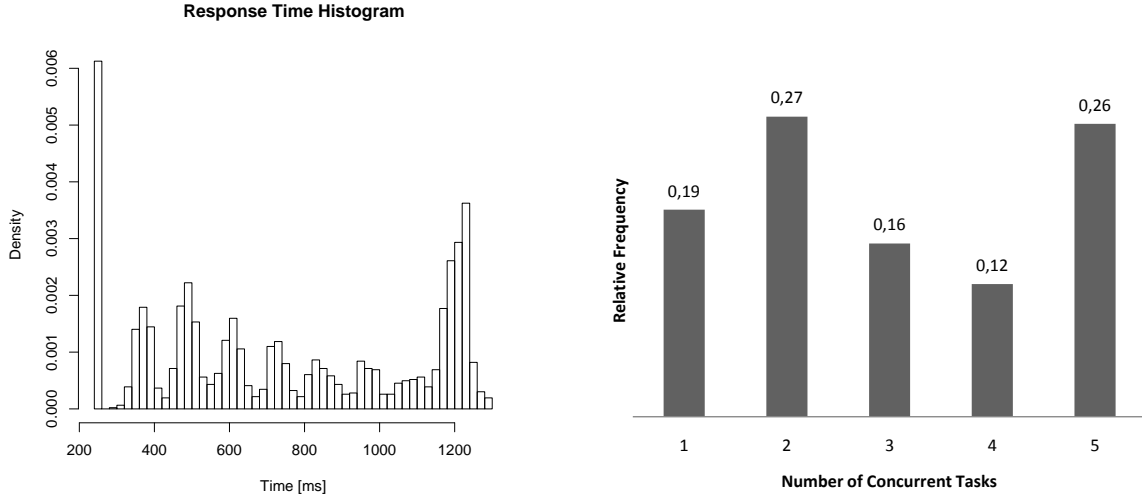 Response Time Histogram
Density
0.000
0.001
0.002
0.003
0.004
0.005
0.006
200 400 600 800 1000 1200
Time [ms]
Relative Frequency
0,19
0,27
0,16
0,12
0,26
1 2 3 4 5
Number of Concurrent Tasks